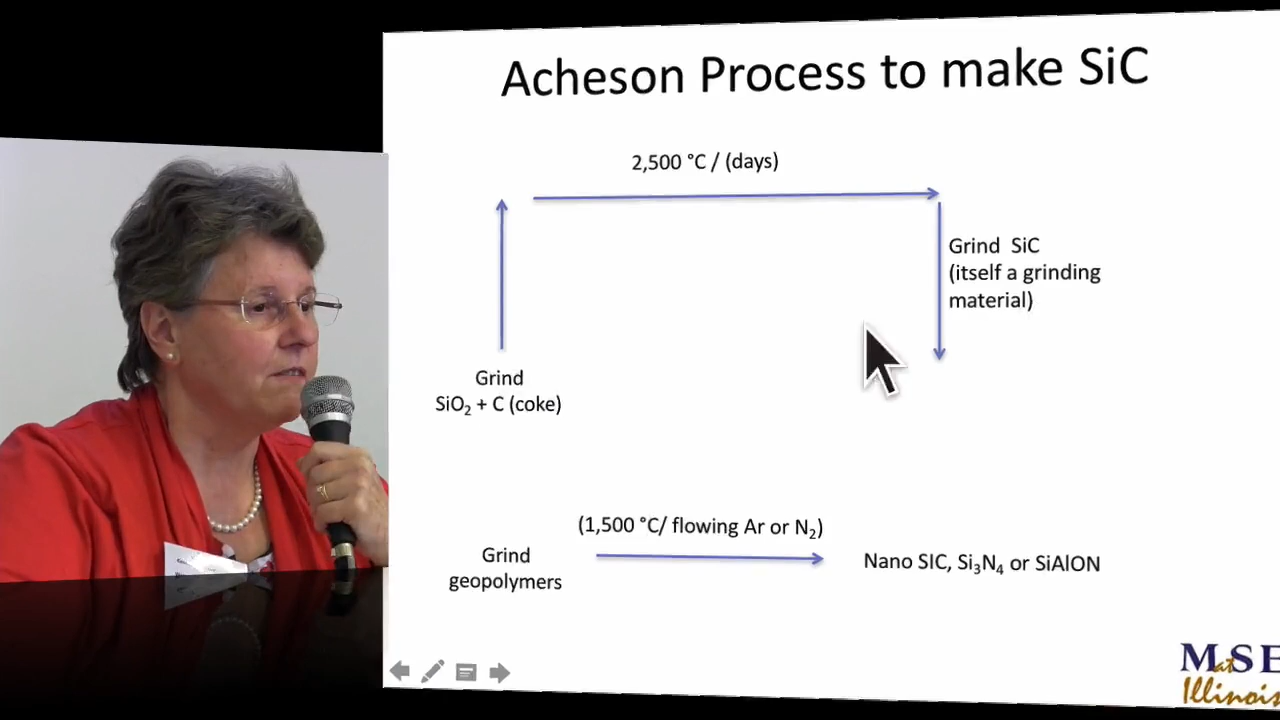 Acheson Process to make SiC
2,500 °C / (days)
Grind SiC
(itself a grinding
material)
Grind
SiO₂ + C (coke)
(1,500 °C/ flowing Ar or N₂)
Grind
geopolymers
Nano SIC, Si₃N₄ or SiAlON
MatSE
Illinois